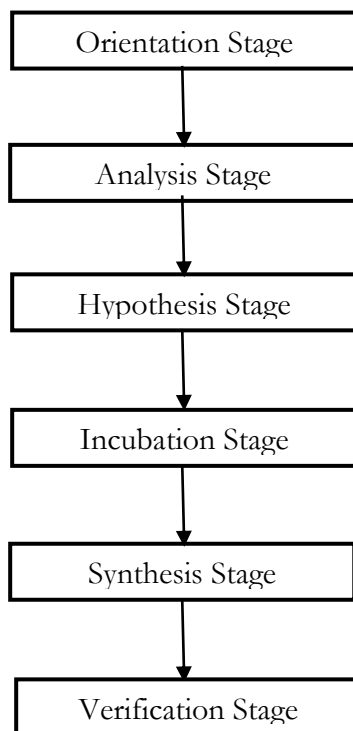 Orientation Stage
Analysis Stage
Hypothesis Stage
Incubation Stage
Synthesis Stage
Verification Stage